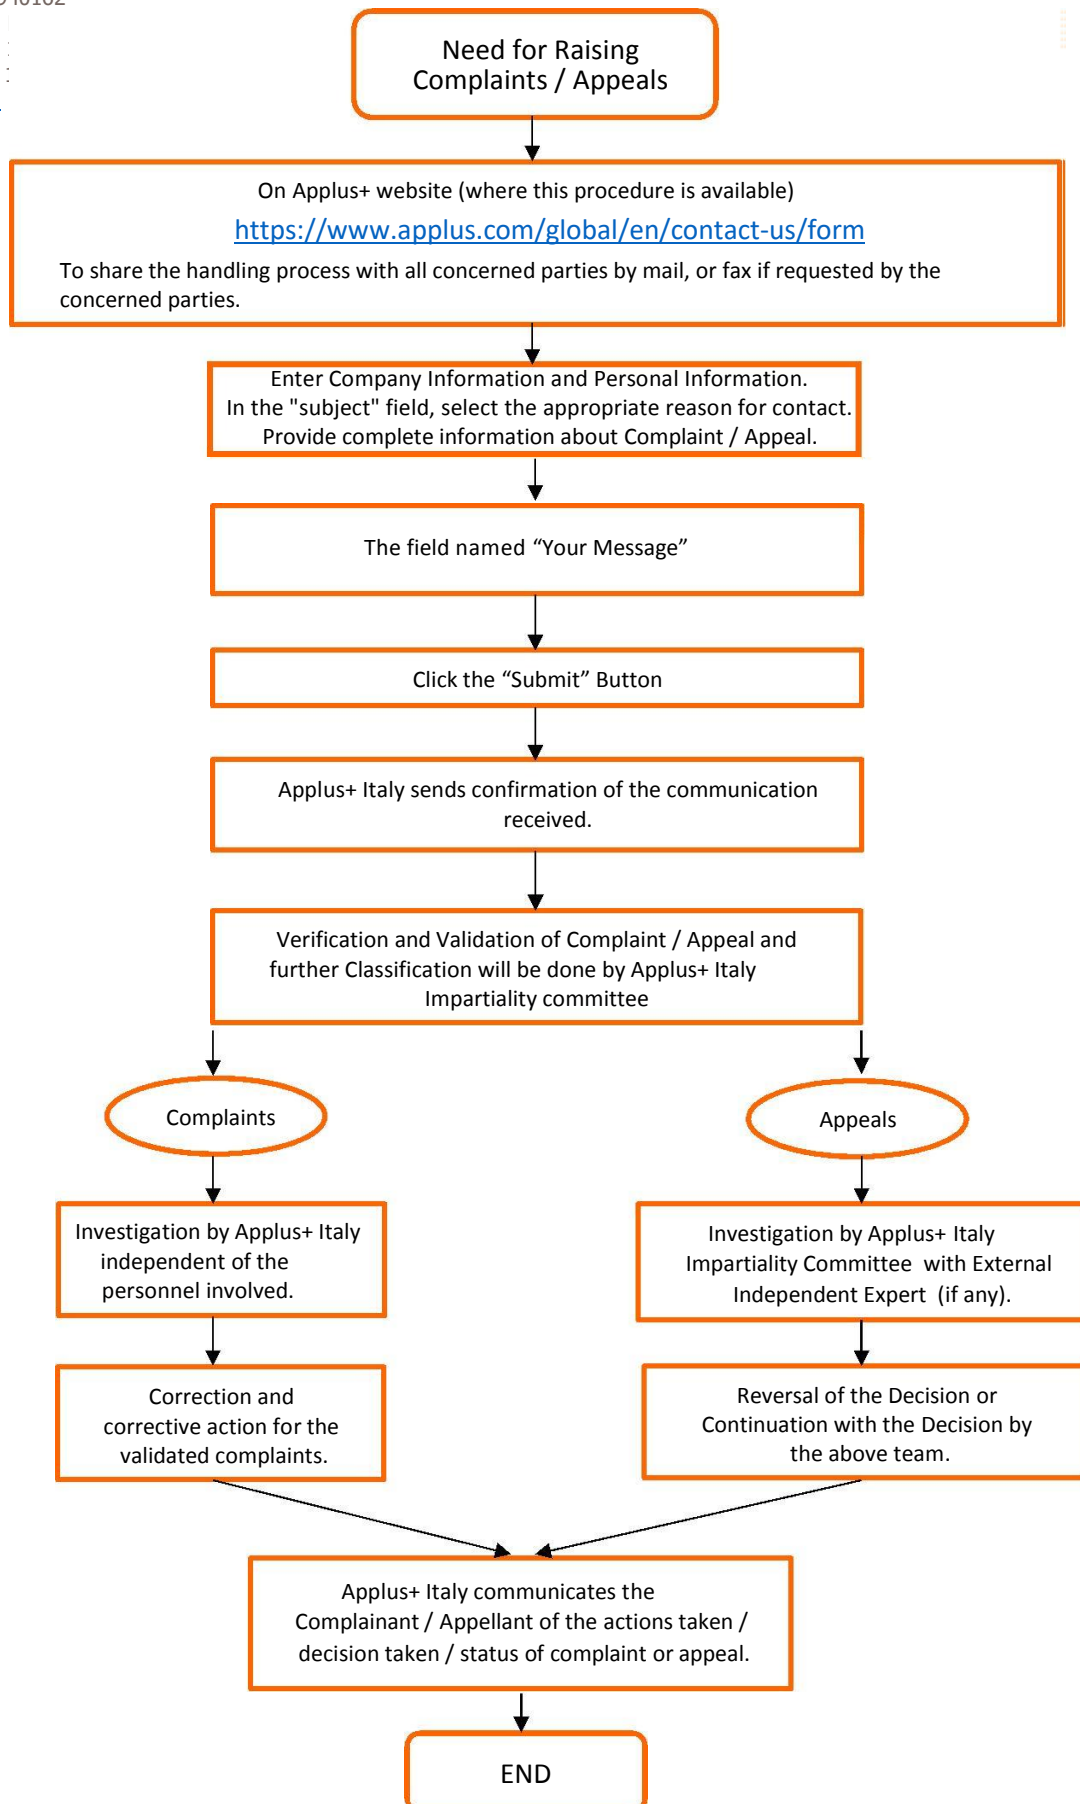 Need for Raising
Complaints / Appeals
On Applus+ website (where this procedure is available)
https://www.applus.com/global/en/contact-us/form
To share the handling process with all concerned parties by mail, or fax if requested by the
concerned parties.
Enter Company Information and Personal Information.
In the "subject" field, select the appropriate reason for contact.
Provide complete information about Complaint / Appeal.
The field named “Your Message”
Click the “Submit” Button
Applus+ Italy sends confirmation of the communication
received.
Verification and Validation of Complaint / Appeal and
further Classification will be done by Applus+ Italy
Impartiality committee
Complaints
Appeals
Investigation by Applus+ Italy
independent of the
personnel involved.
Investigation by Applus+ Italy
Impartiality Committee with External
Independent Expert (if any).
Correction and
corrective action for the
validated complaints.
Reversal of the Decision or
Continuation with the Decision by
the above team.
Applus+ Italy communicates the
Complainant / Appellant of the actions taken /
decision taken / status of complaint or appeal.
END